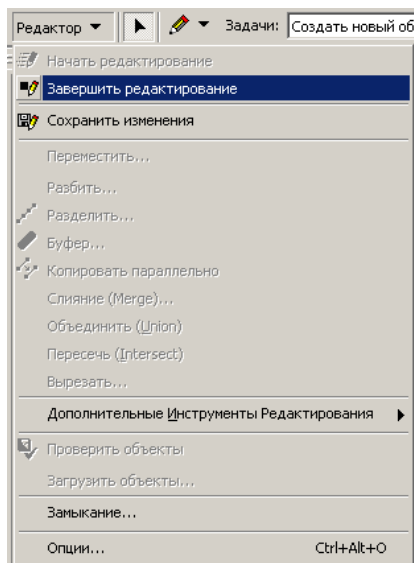 Редактор Задачи: Создать новый об
Начать редактирование
Завершить редактирование
Сохранить изменения
Переместить...
Разбить...
Разделить...
Буфер...
Копировать параллельно
Слияние (Merge)...
Объединить (Union)
Пересечь (Intersect)
Вырезать...
Дополнительные Инструменты Редактирования
Проверить объекты
Загрузить объекты...
Замыкание...
Опции... Ctrl+Alt+O